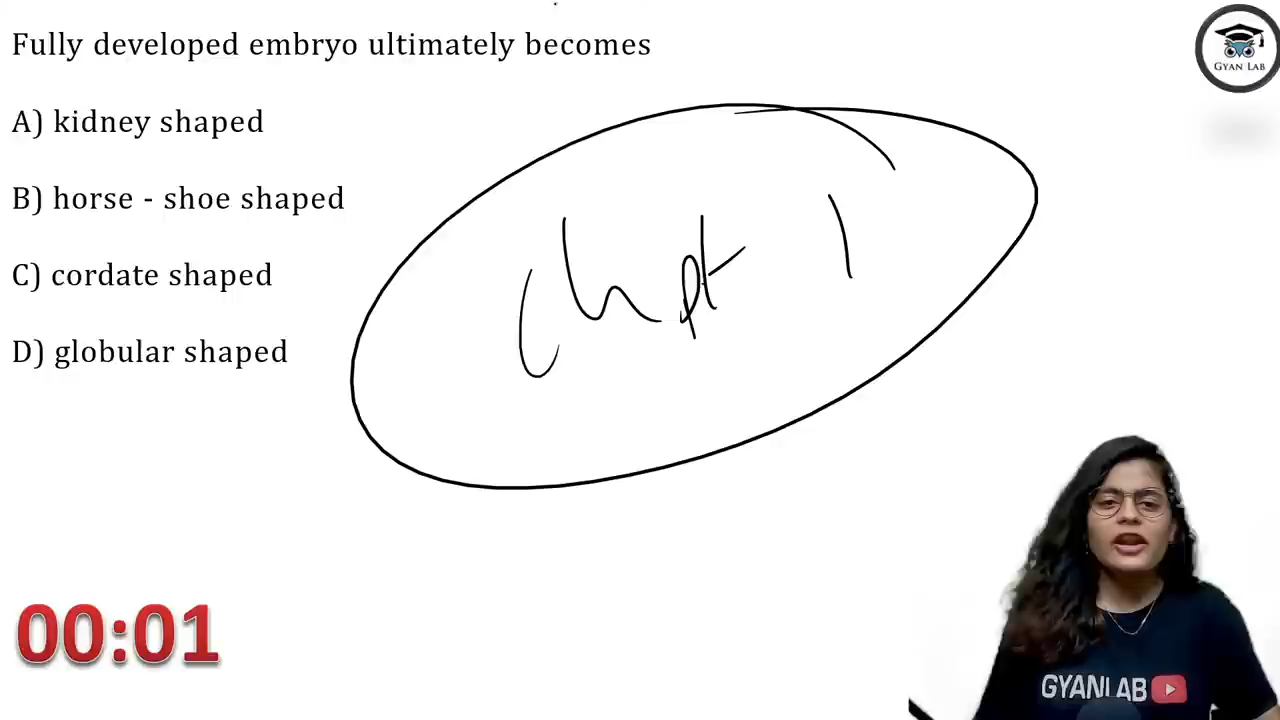 Fully developed embryo ultimately becomes
A) kidney shaped
B) horse - shoe shaped
C) cordate shaped
D) globular shaped
Chpt 1
00:01
GYAN LAB
GYANLAB